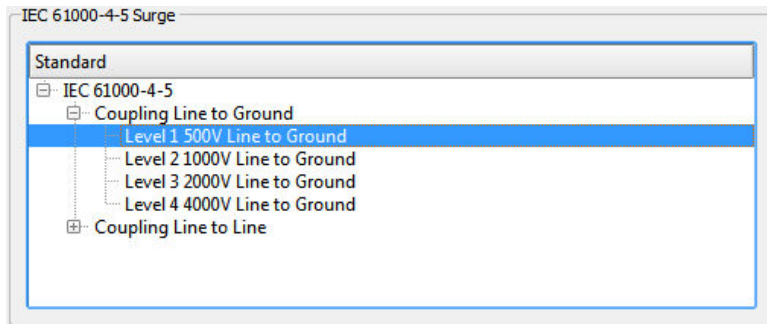 IEC 61000-4-5 Surge
Standard
IEC 61000-4-5
Coupling Line to Ground
Level 1 500V Line to Ground
Level 2 1000V Line to Ground
Level 3 2000V Line to Ground
Level 4 4000V Line to Ground
Coupling Line to Line